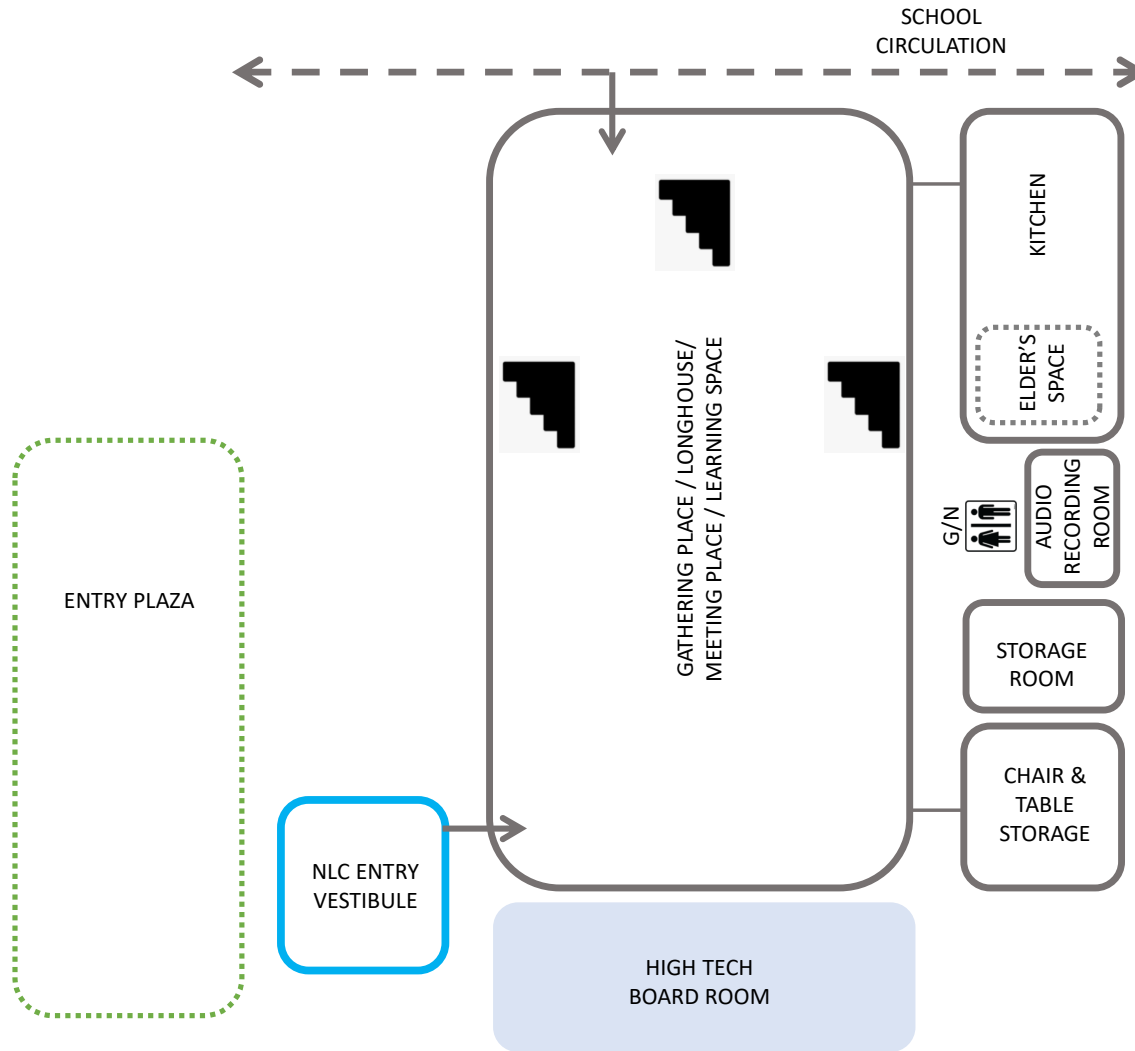 SCHOOL
CIRCULATION
KITCHEN
ELDER'S
SPACE
GATHERING PLACE / LONGHOUSE/
MEETING PLACE / LEARNING SPACE
G/N
AUDIO
RECORDING
ROOM
ENTRY PLAZA
STORAGE
ROOM
CHAIR &
TABLE
STORAGE
NLC ENTRY
VESTIBULE
HIGH TECH
BOARD ROOM